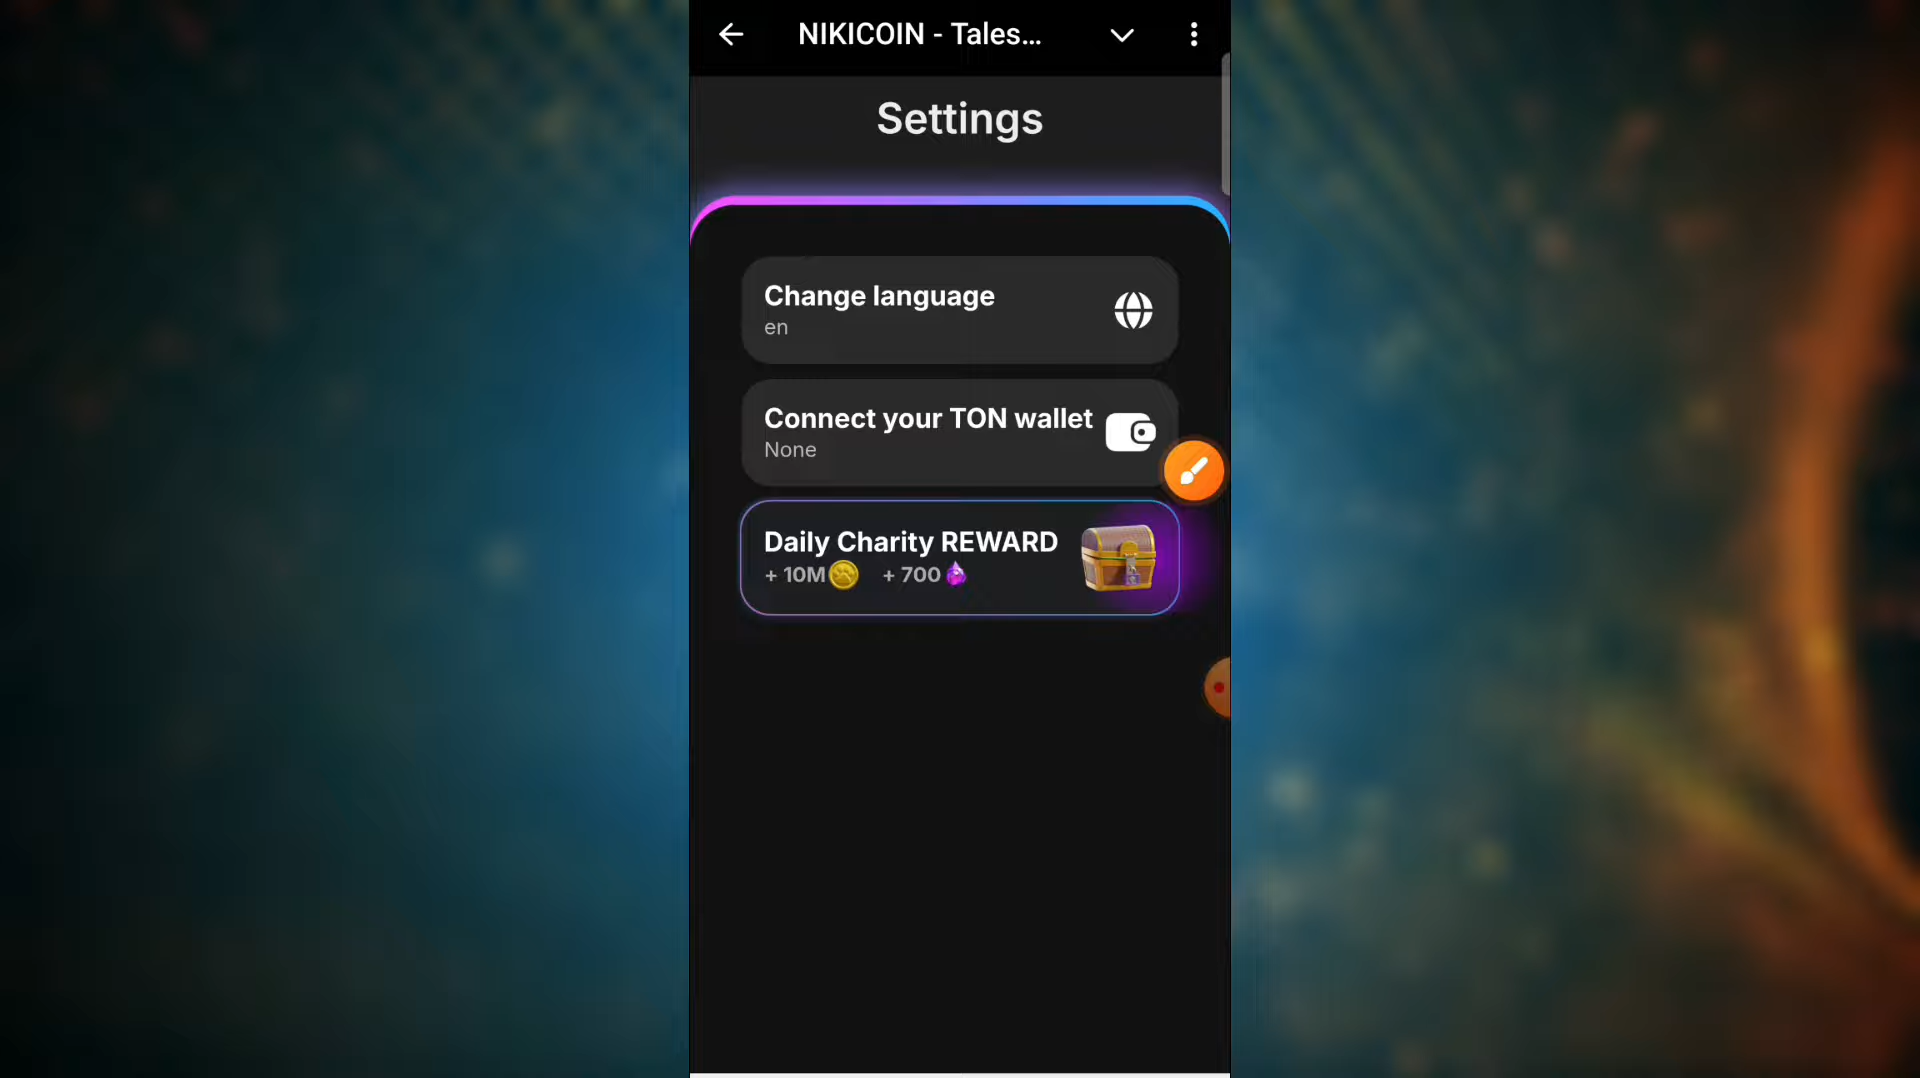 NIKICOIN - Tales...
Settings
Change language
en
Connect your TON wallet
None
Daily Charity REWARD
+ 10M + 700